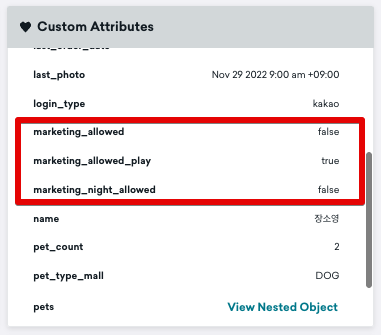 Custom Attributes
last_order_date
last_photo Nov 29 2022 9:00 am +09:00
login_type kakao
marketing_allowed false
marketing_allowed_play true
marketing_night_allowed false
name 장소영
pet_count 2
pet_type_mall DOG
pets View Nested Object